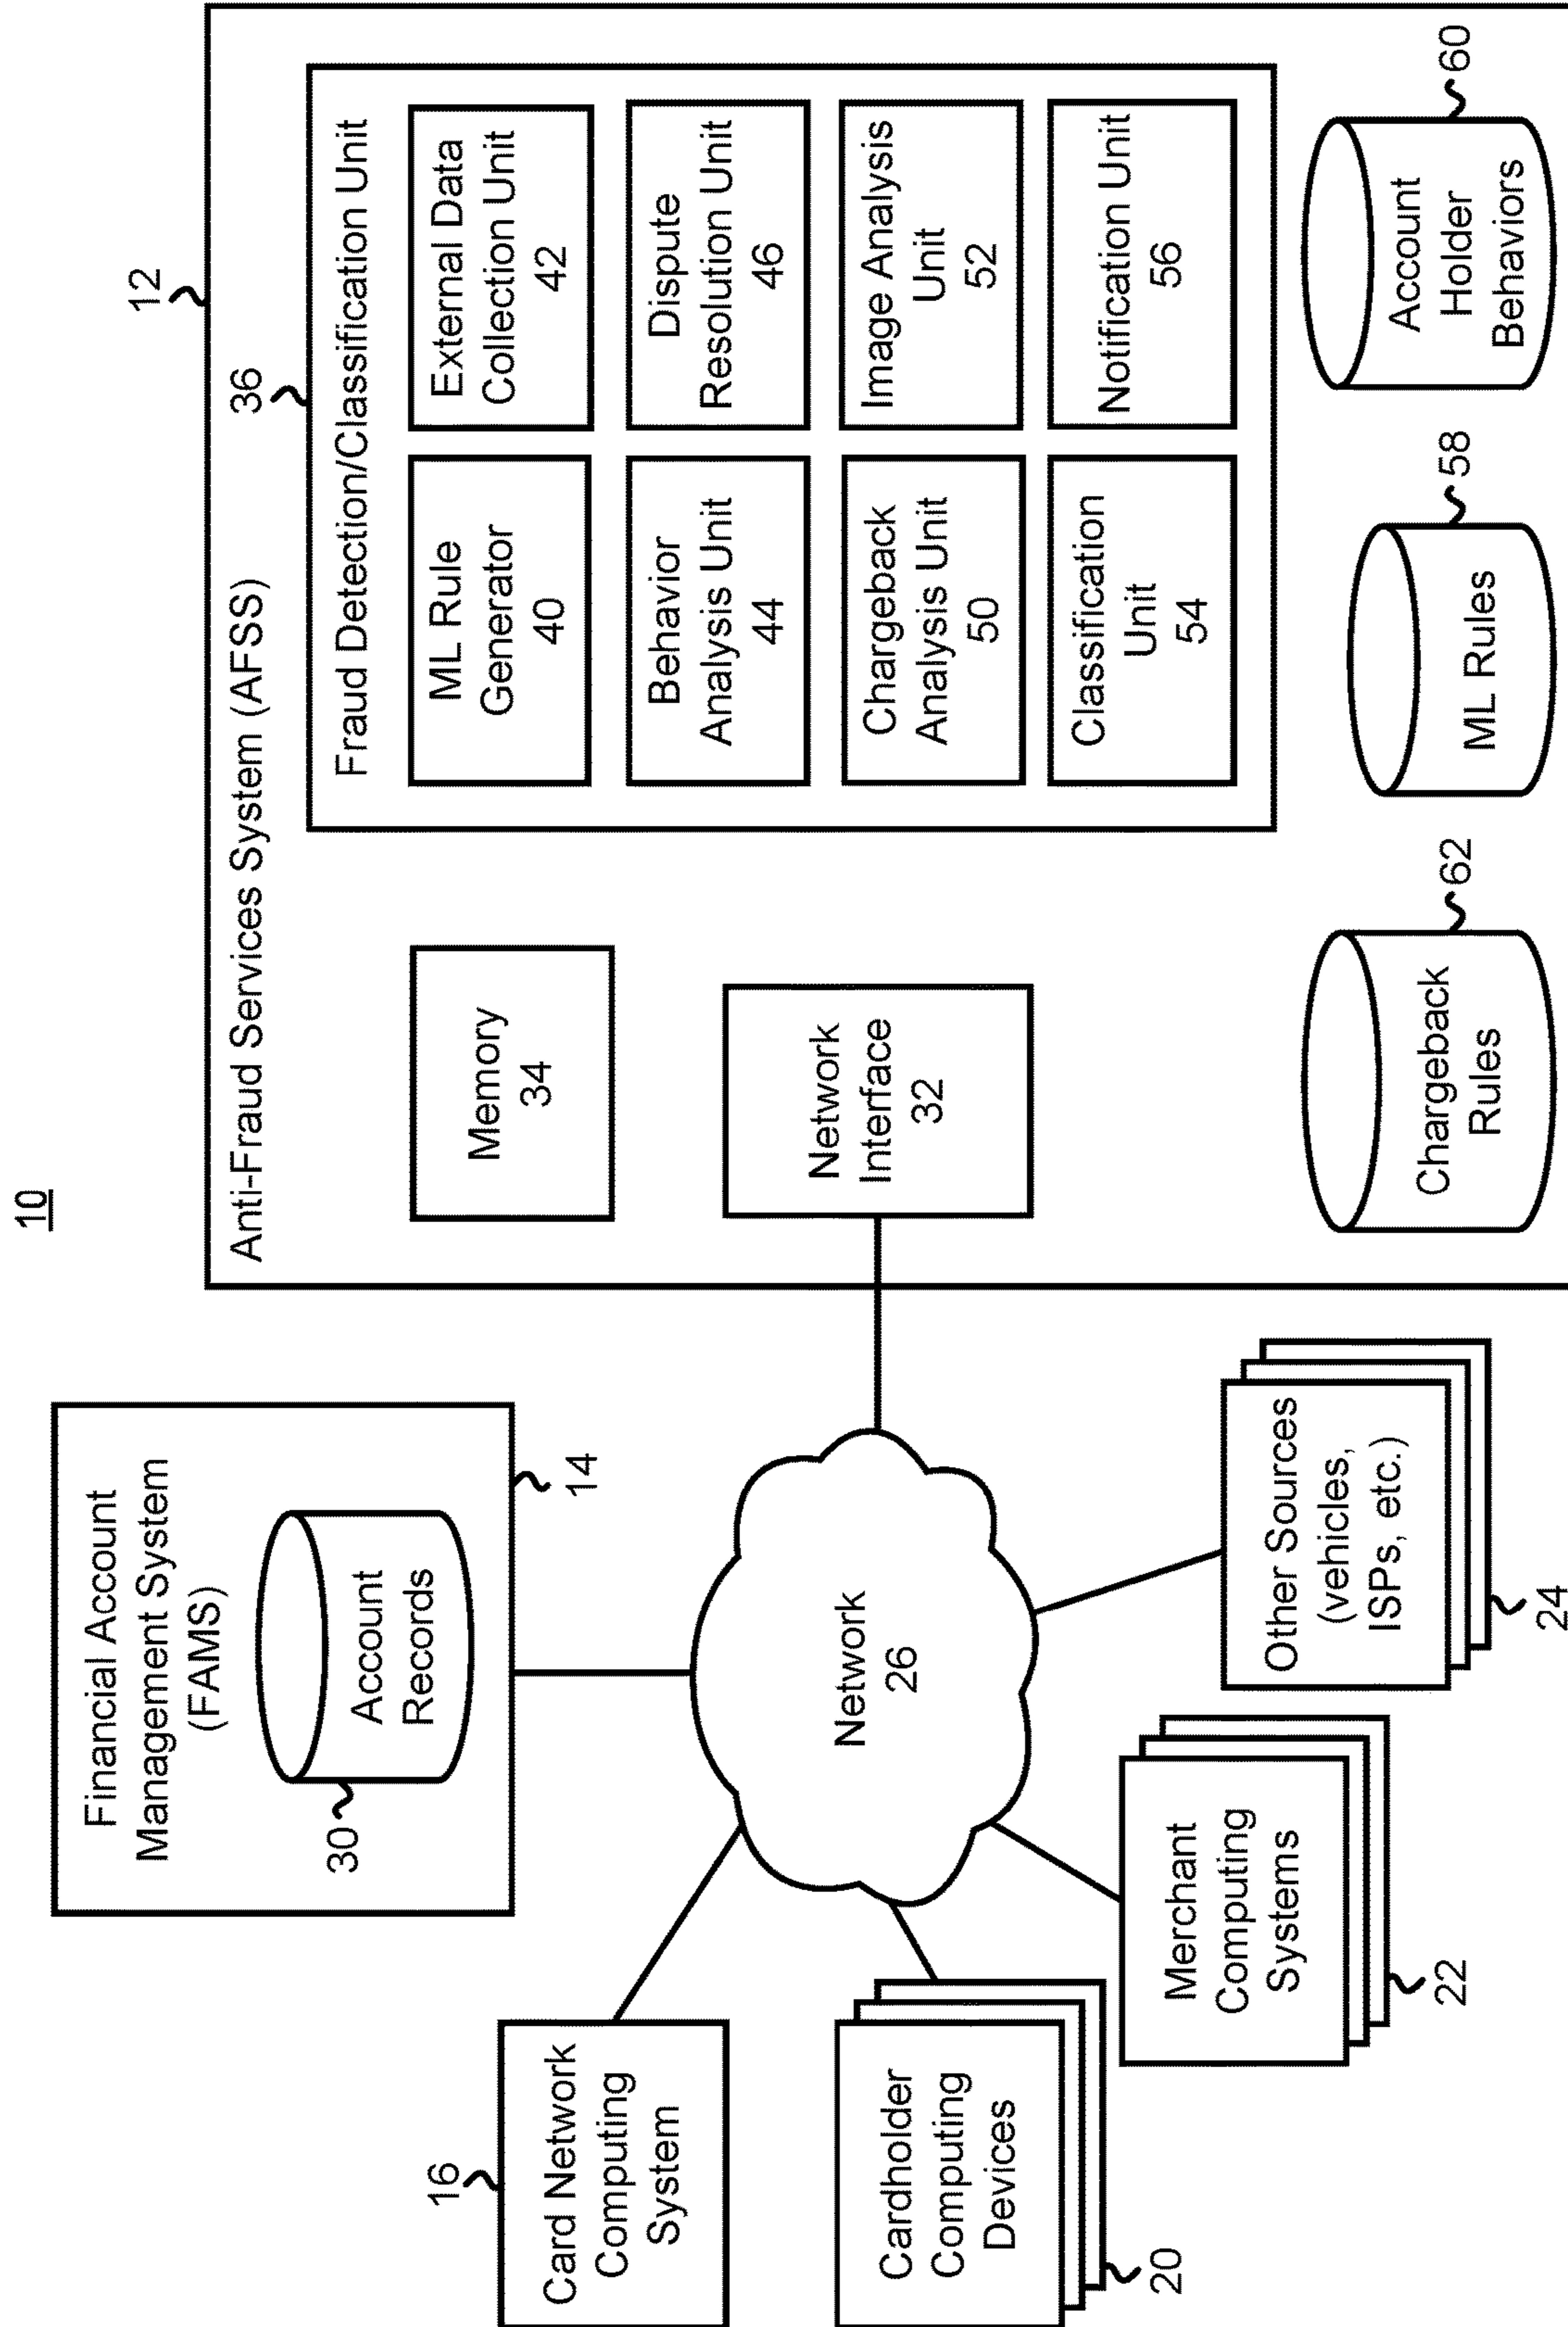 10
Financial Account
Management System
(FAMS)
Account
Records
30
14
16
Card Network
Computing
System
Cardholder
Computing
Devices
20
Merchant
Computing
Systems
22
Other Sources
(vehicles,
ISPs, etc.)
24
Network
26
12
Anti-Fraud Services System (AFSS)
Memory
34
Network
Interface
32
36
Fraud Detection/Classification Unit
ML Rule
Generator
40
External Data
Collection Unit
42
Behavior
Analysis Unit
44
Dispute
Resolution Unit
46
Chargeback
Analysis Unit
50
Image Analysis
Unit
52
Classification
Unit
54
Notification Unit
56
Chargeback
Rules
62
ML Rules
58
Account
Holder
Behaviors
60